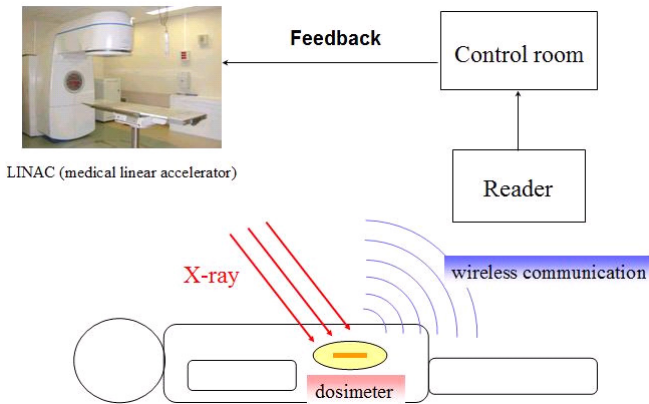 Feedback
Control room
LINAC (medical linear accelerator)
Reader
X-ray
wireless communication
dosimeter